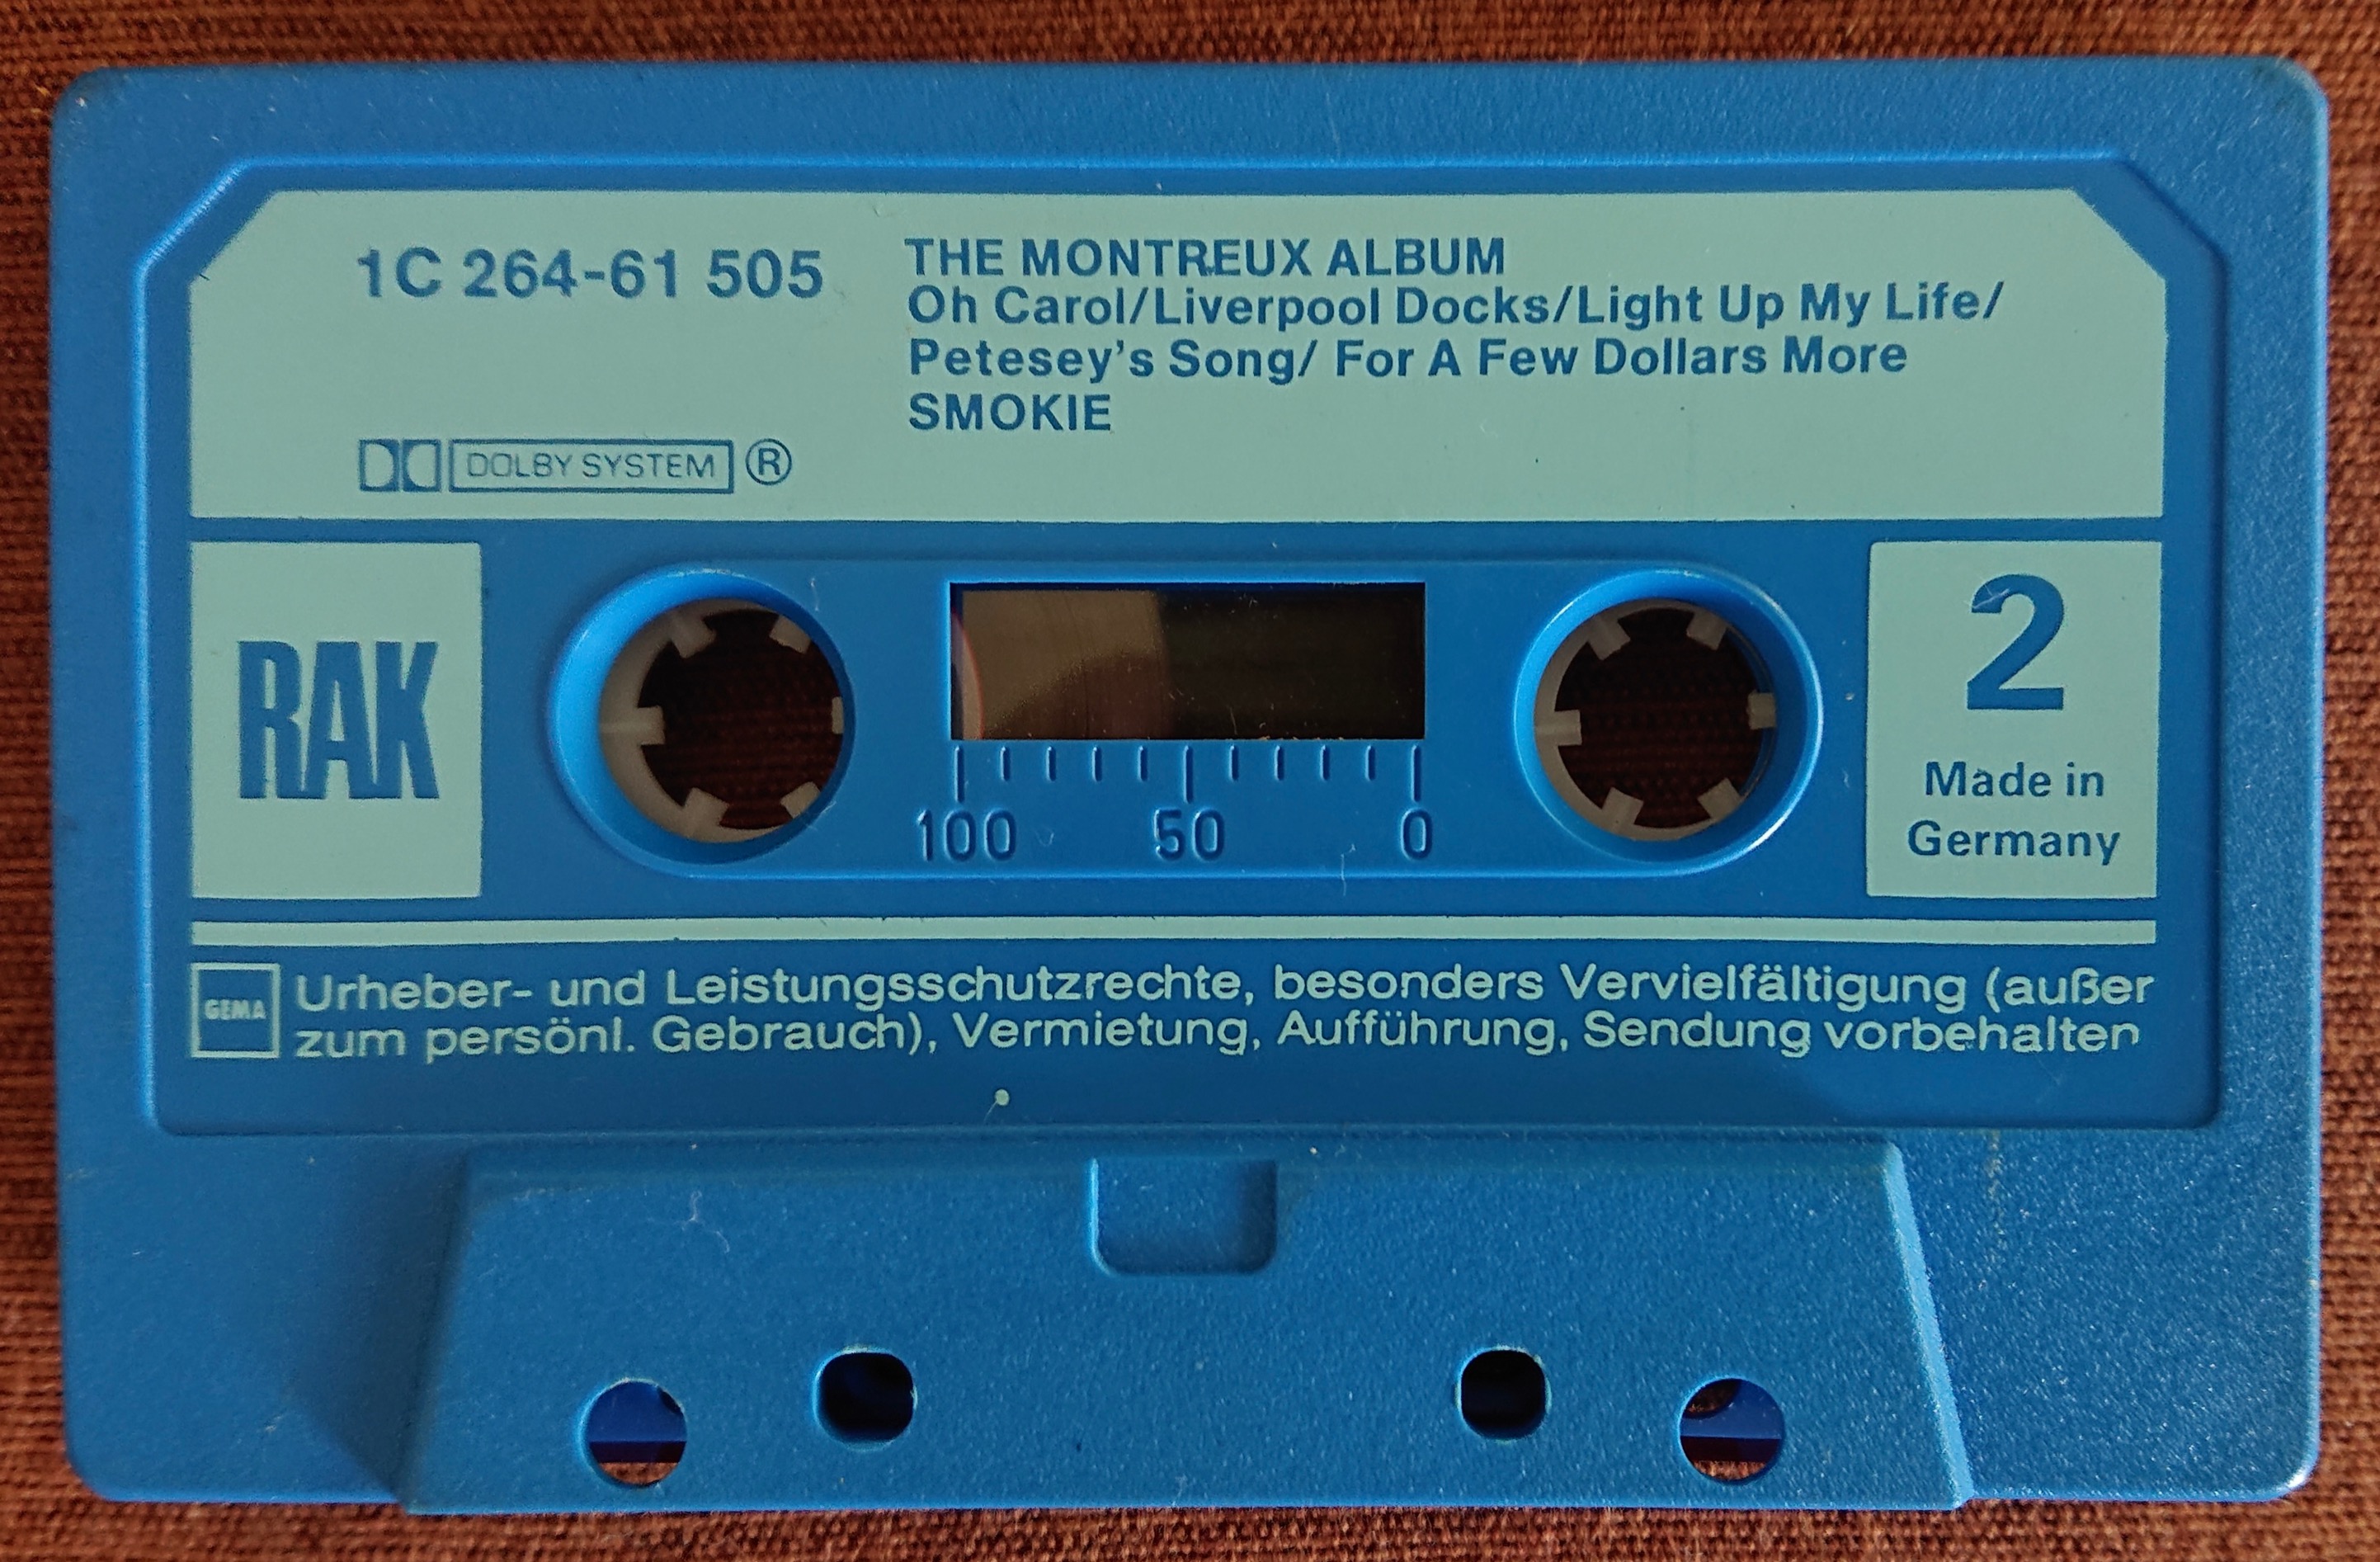 1C 264-61 505
THE MONTREUX ALBUM
Oh Carol/Liverpool Docks/Light Up My Life/
Petesey's Song/ For A Few Dollars More
SMOKIE
DOLBY SYSTEM ®
RAK
2
Made in
Germany
100 50 0
GEMA
Urheber- und Leistungsschutzrechte, besonders Vervielfältigung (außer
zum persönl. Gebrauch), Vermietung, Aufführung, Sendung vorbehalten